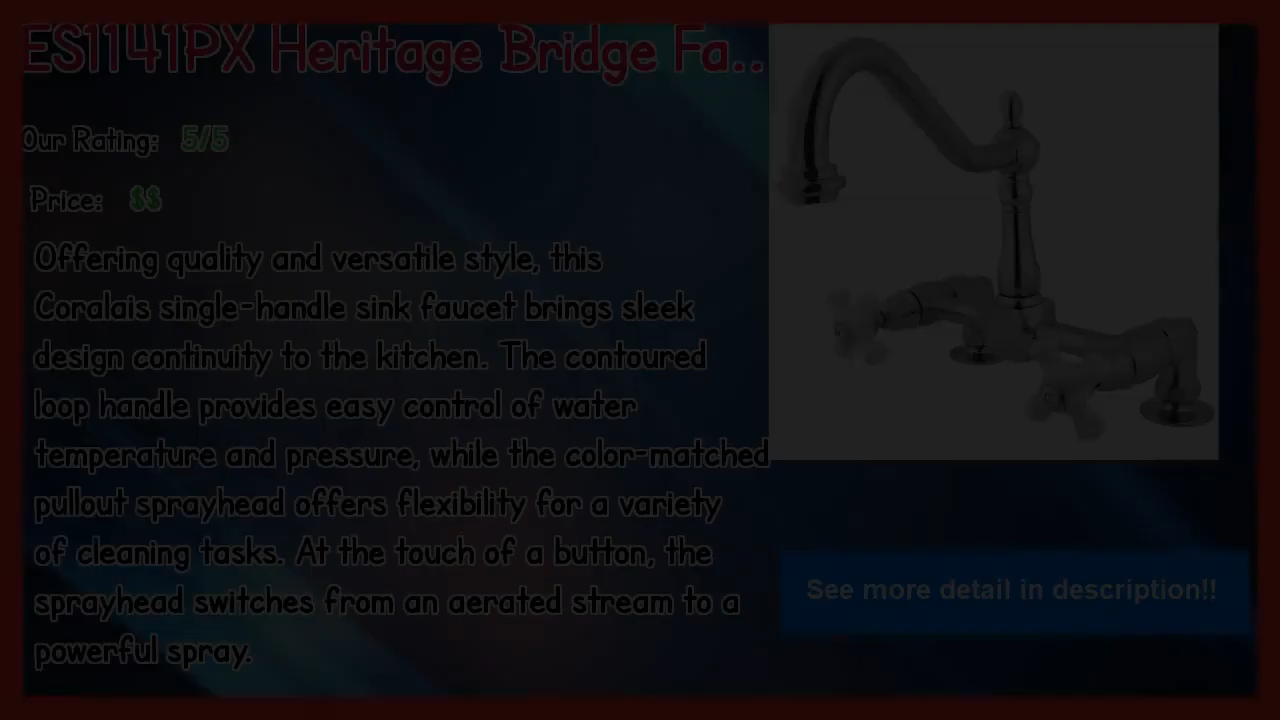 ES1141PX Heritage Bridge Fa..
Our Rating: 5/5
Price: $$
Offering quality and versatile style, this
Coralais single-handle sink faucet brings sleek
design continuity to the kitchen. The contoured
loop handle provides easy control of water
temperature and pressure, while the color-matched
pullout sprayhead offers flexibility for a variety
of cleaning tasks. At the touch of a button, the
sprayhead switches from an aerated stream to a
powerful spray.
See more detail in description!!